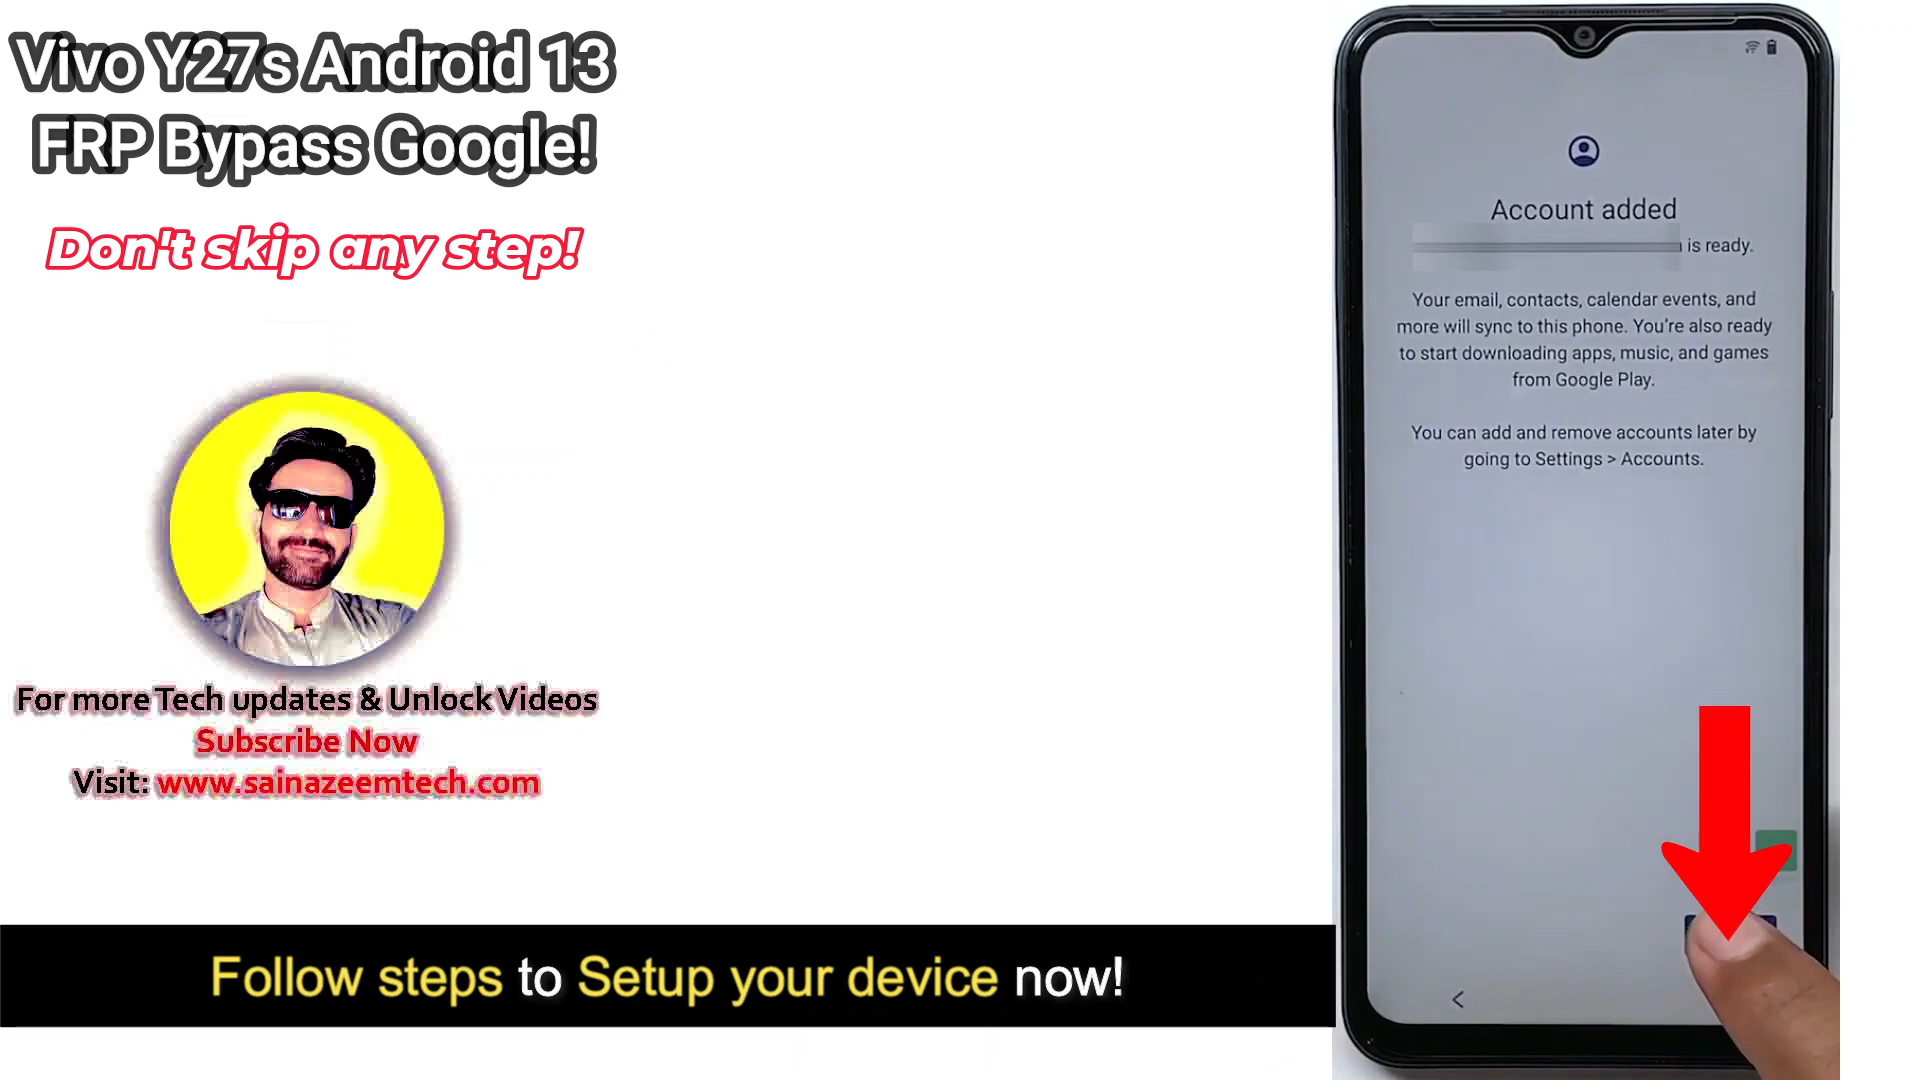 Vivo Y27s Android 13
FRP Bypass Google!
Don't skip any step!
For more Tech updates & Unlock Videos
Subscribe Now
Visit: www.sainazeemtech.com
Follow steps to Setup your device now!
Account added
is ready.
Your email, contacts, calendar events, and
more will sync to this phone. You're also ready
to start downloading apps, music, and games
from Google Play.
You can add and remove accounts later by
going to Settings > Accounts.